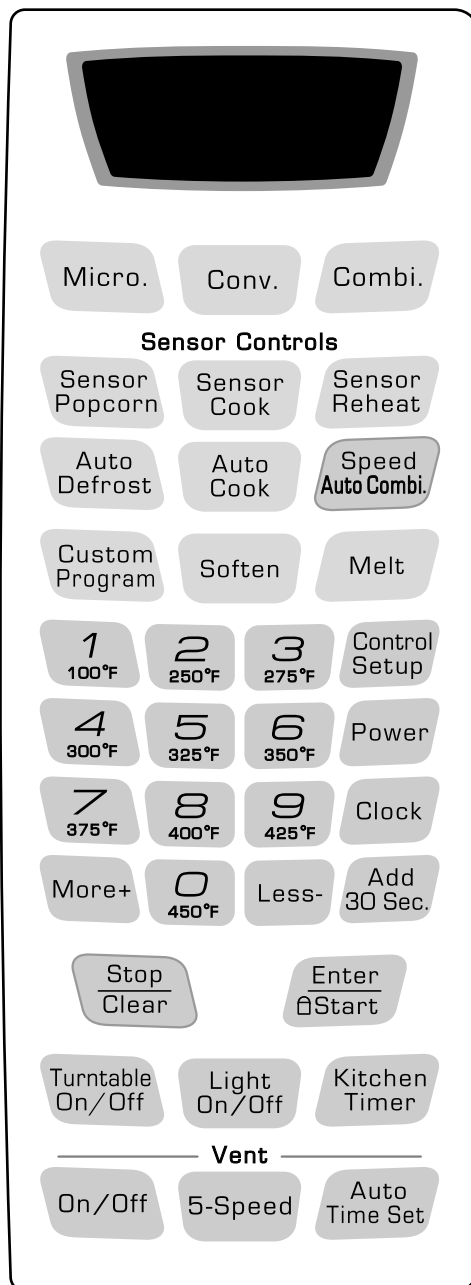 Micro. Conv. Combi.
Sensor Controls
Sensor Popcorn
Sensor Cook
Sensor Reheat
Auto Defrost
Auto Cook
Speed Auto Combi.
Custom Program
Soften
Melt
1 100°F
2 250°F
3 275°F
Control Setup
4 300°F
5 325°F
6 350°F
Power
7 375°F
8 400°F
9 425°F
Clock
More+
0 450°F
Less-
Add 30 Sec.
Stop Clear
Enter Start
Turntable On/Off
Light On/Off
Kitchen Timer
Vent
On/Off
5-Speed
Auto Time Set